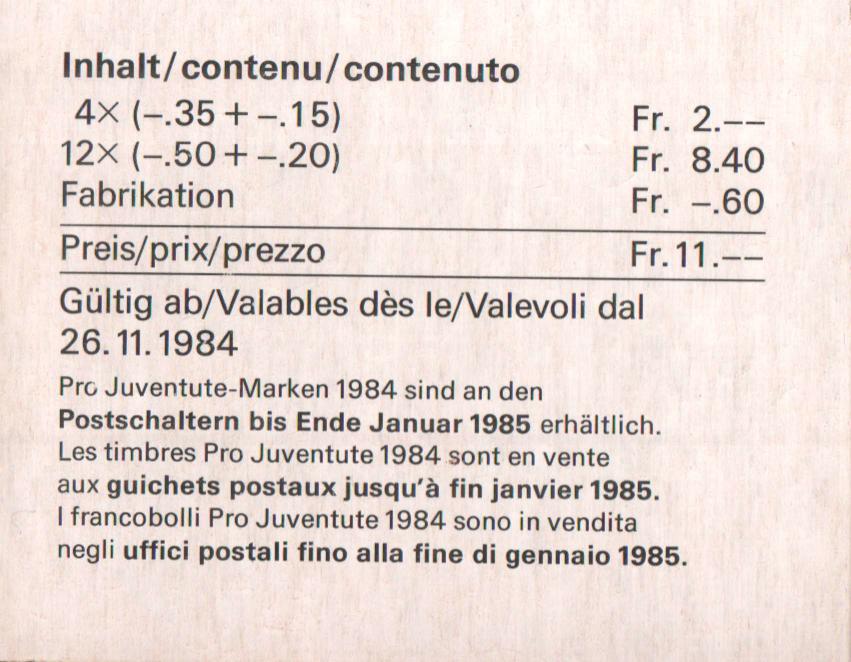 Inhalt/contenu/contenuto
4× (–.35 + –.15) Fr. 2.––
12× (–.50 + –.20) Fr. 8.40
Fabrikation Fr. –.60
Preis/prix/prezzo Fr. 11.––
Gültig ab/Valables dès le/Valevoli dal
26. 11. 1984
Pro Juventute-Marken 1984 sind an den
Postschaltern bis Ende Januar 1985 erhältlich.
Les timbres Pro Juventute 1984 sont en vente
aux guichets postaux jusqu'à fin janvier 1985.
I francobolli Pro Juventute 1984 sono in vendita
negli uffici postali fino alla fine di gennaio 1985.